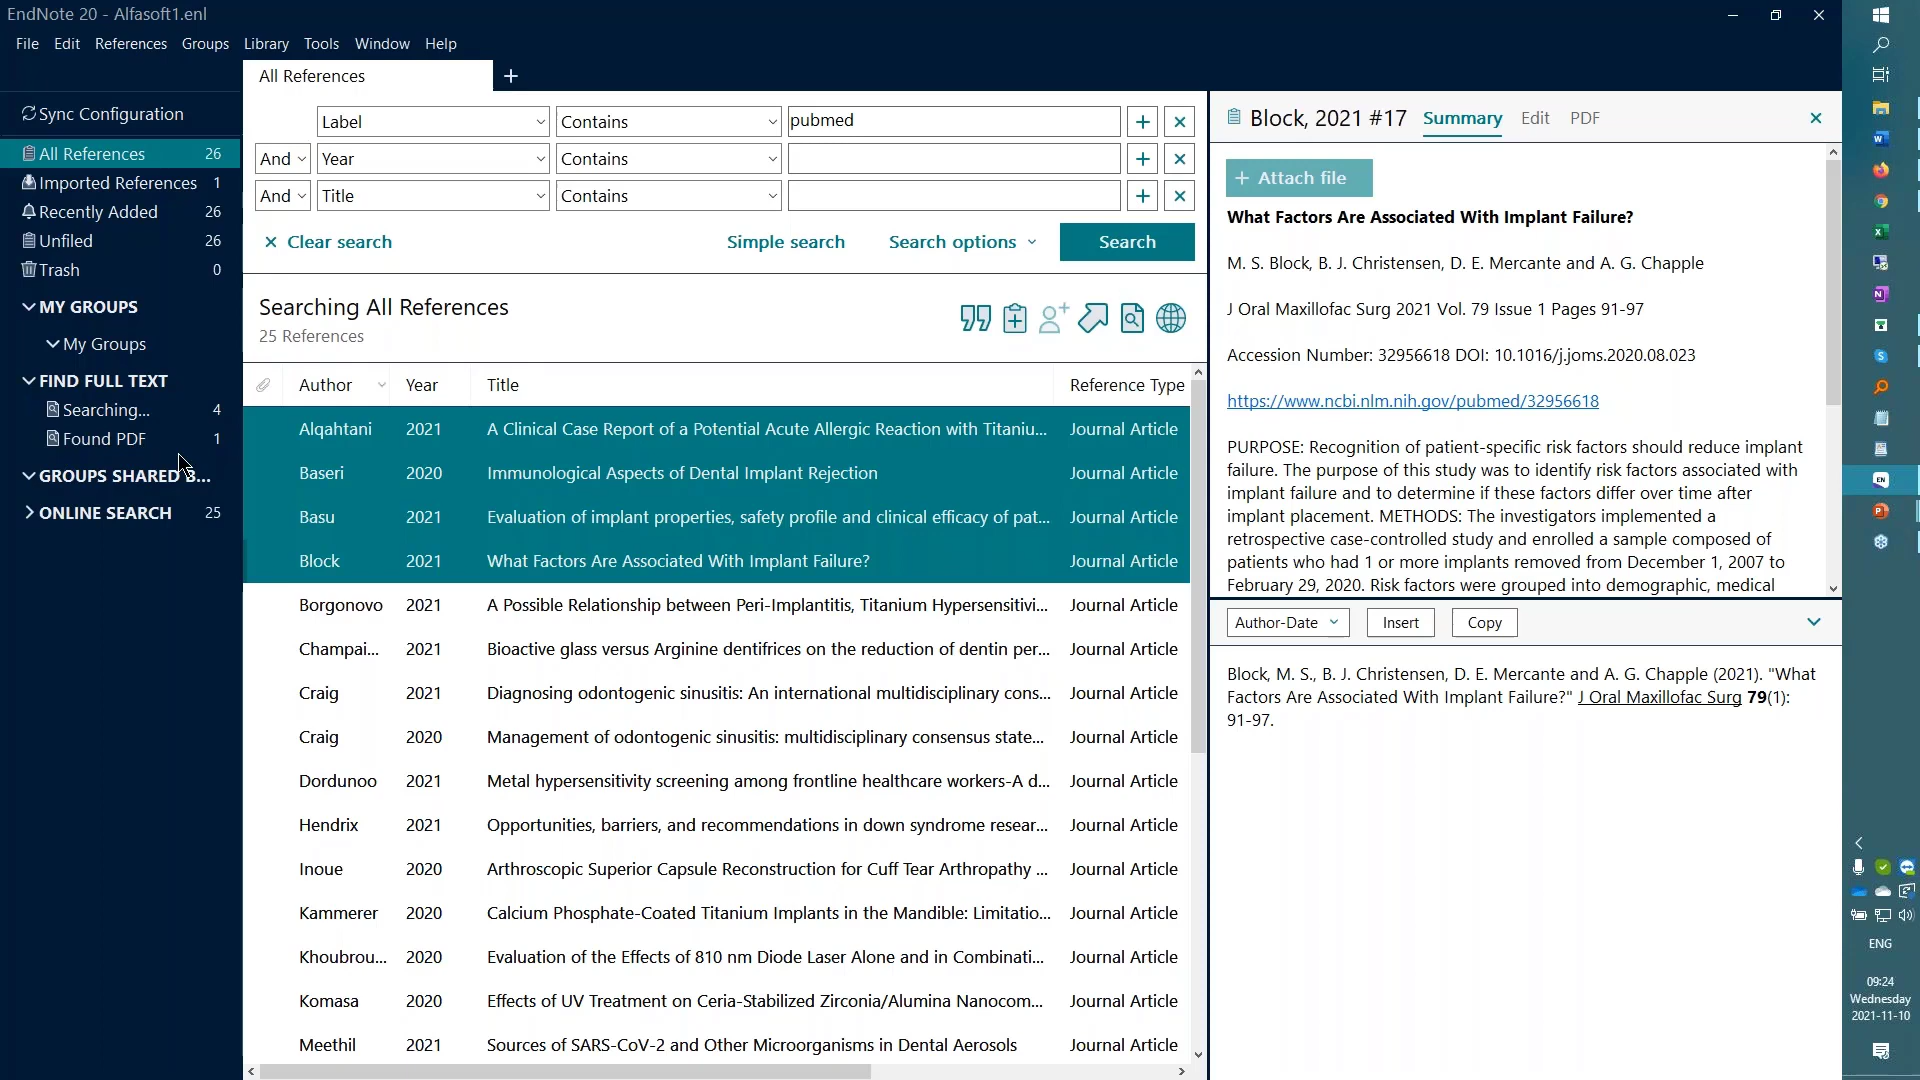 EndNote 20 - Alfasoft1.enl
File Edit References Groups Library Tools Window Help
All References
Sync Configuration
All References 26
Imported References 1
Recently Added 26
Unfiled 26
Trash 0
MY GROUPS
My Groups
FIND FULL TEXT
Searching... 4
Found PDF 1
GROUPS SHARED B...
ONLINE SEARCH 25
Label Contains pubmed
And Year Contains
And Title Contains
Clear search Simple search Search options Search
Searching All References
25 References
Author Year Title Reference Type
Alqahtani 2021 A Clinical Case Report of a Potential Acute Allergic Reaction with Titaniu... Journal Article
Baseri 2020 Immunological Aspects of Dental Implant Rejection Journal Article
Basu 2021 Evaluation of implant properties, safety profile and clinical efficacy of pat... Journal Article
Block 2021 What Factors Are Associated With Implant Failure? Journal Article
Borgonovo 2021 A Possible Relationship between Peri-Implantitis, Titanium Hypersensitivi... Journal Article
Champai... 2021 Bioactive glass versus Arginine dentifrices on the reduction of dentin per... Journal Article
Craig 2021 Diagnosing odontogenic sinusitis: An international multidisciplinary cons... Journal Article
Craig 2020 Management of odontogenic sinusitis: multidisciplinary consensus state... Journal Article
Dordunoo 2021 Metal hypersensitivity screening among frontline healthcare workers-A d... Journal Article
Hendrix 2021 Opportunities, barriers, and recommendations in down syndrome resear... Journal Article
Inoue 2020 Arthroscopic Superior Capsule Reconstruction for Cuff Tear Arthropathy ... Journal Article
Kammerer 2020 Calcium Phosphate-Coated Titanium Implants in the Mandible: Limitatio... Journal Article
Khoubrou... 2020 Evaluation of the Effects of 810 nm Diode Laser Alone and in Combinati... Journal Article
Komasa 2020 Effects of UV Treatment on Ceria-Stabilized Zirconia/Alumina Nanocom... Journal Article
Meethil 2021 Sources of SARS-CoV-2 and Other Microorganisms in Dental Aerosols Journal Article
Block, 2021 #17 Summary Edit PDF
+ Attach file
What Factors Are Associated With Implant Failure?
M. S. Block, B. J. Christensen, D. E. Mercante and A. G. Chapple
J Oral Maxillofac Surg 2021 Vol. 79 Issue 1 Pages 91-97
Accession Number: 32956618 DOI: 10.1016/j.joms.2020.08.023
https://www.ncbi.nlm.nih.gov/pubmed/32956618
PURPOSE: Recognition of patient-specific risk factors should reduce implant
failure. The purpose of this study was to identify risk factors associated with
implant failure and to determine if these factors differ over time after
implant placement. METHODS: The investigators implemented a
retrospective case-controlled study and enrolled a sample composed of
patients who had 1 or more implants removed from December 1, 2007 to
February 29, 2020. Risk factors were grouped into demographic, medical
Author-Date Insert Copy
Block, M. S., B. J. Christensen, D. E. Mercante and A. G. Chapple (2021). "What
Factors Are Associated With Implant Failure?" J Oral Maxillofac Surg 79(1):
91-97.
EN
ENG
09:24
Wednesday
2021-11-10